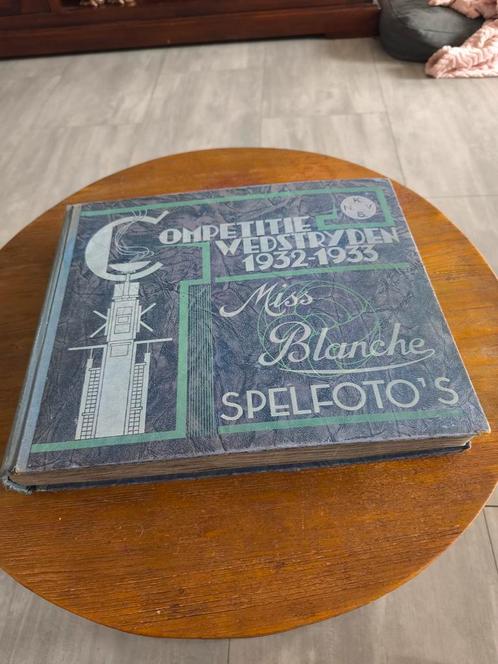 COMPETITIE
WEDSTRYDEN
1932-1933
Miss
Blanche
SPELFOTO'S